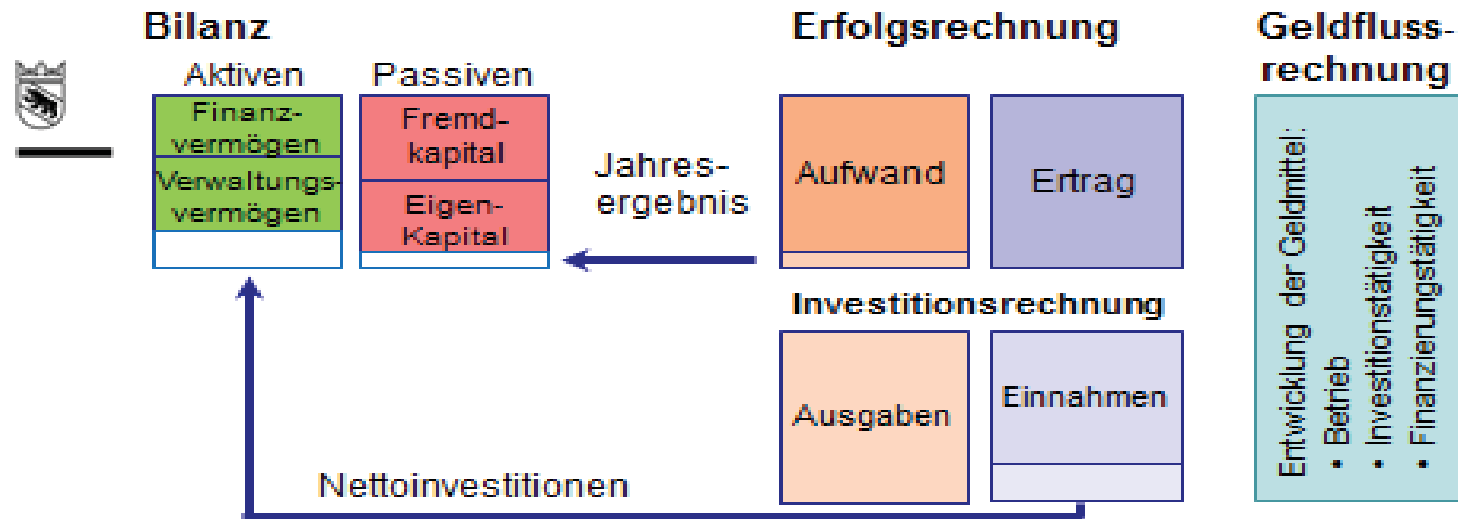 Bilanz
Aktiven
Passiven
Finanz-
vermögen
Verwaltungs-
vermögen
Fremd-
kapital
Eigen-
Kapital
Jahres-
ergebnis
Erfolgsrechnung
Aufwand
Ertrag
Investitionsrechnung
Ausgaben
Einnahmen
Nettoinvestitionen
Geldfluss-
rechnung
Entwicklung der Geldmittel:
• Betrieb
• Investitionstätigkeit
• Finanzierungstätigkeit